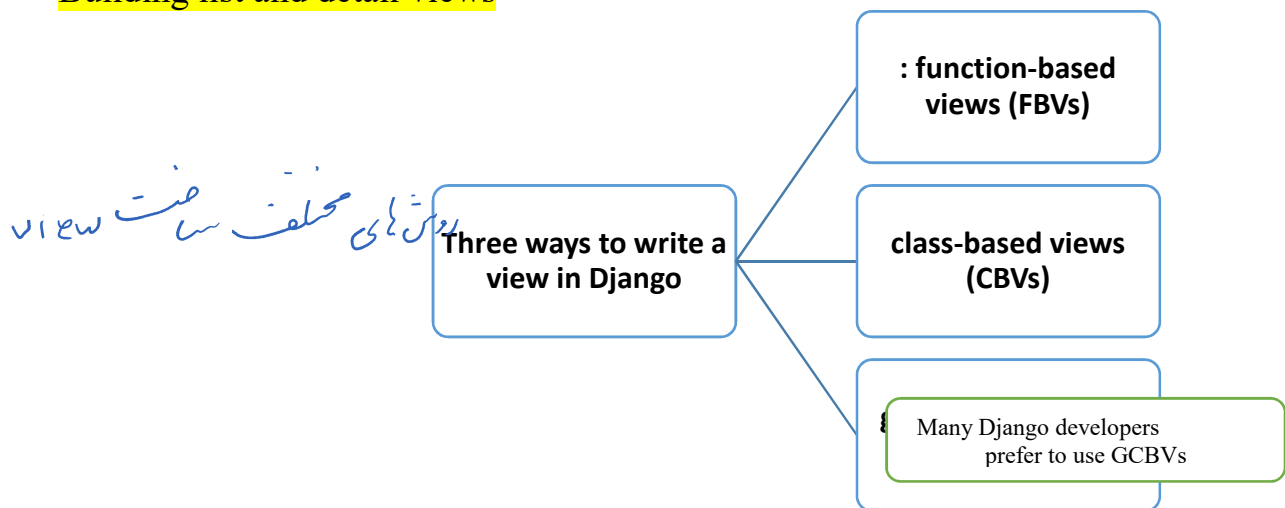 Building list and detail views
: function-based
views (FBVs)
روش های مختلف ساخت view
Three ways to write a
view in Django
class-based views
(CBVs)
Many Django developers
prefer to use GCBVs